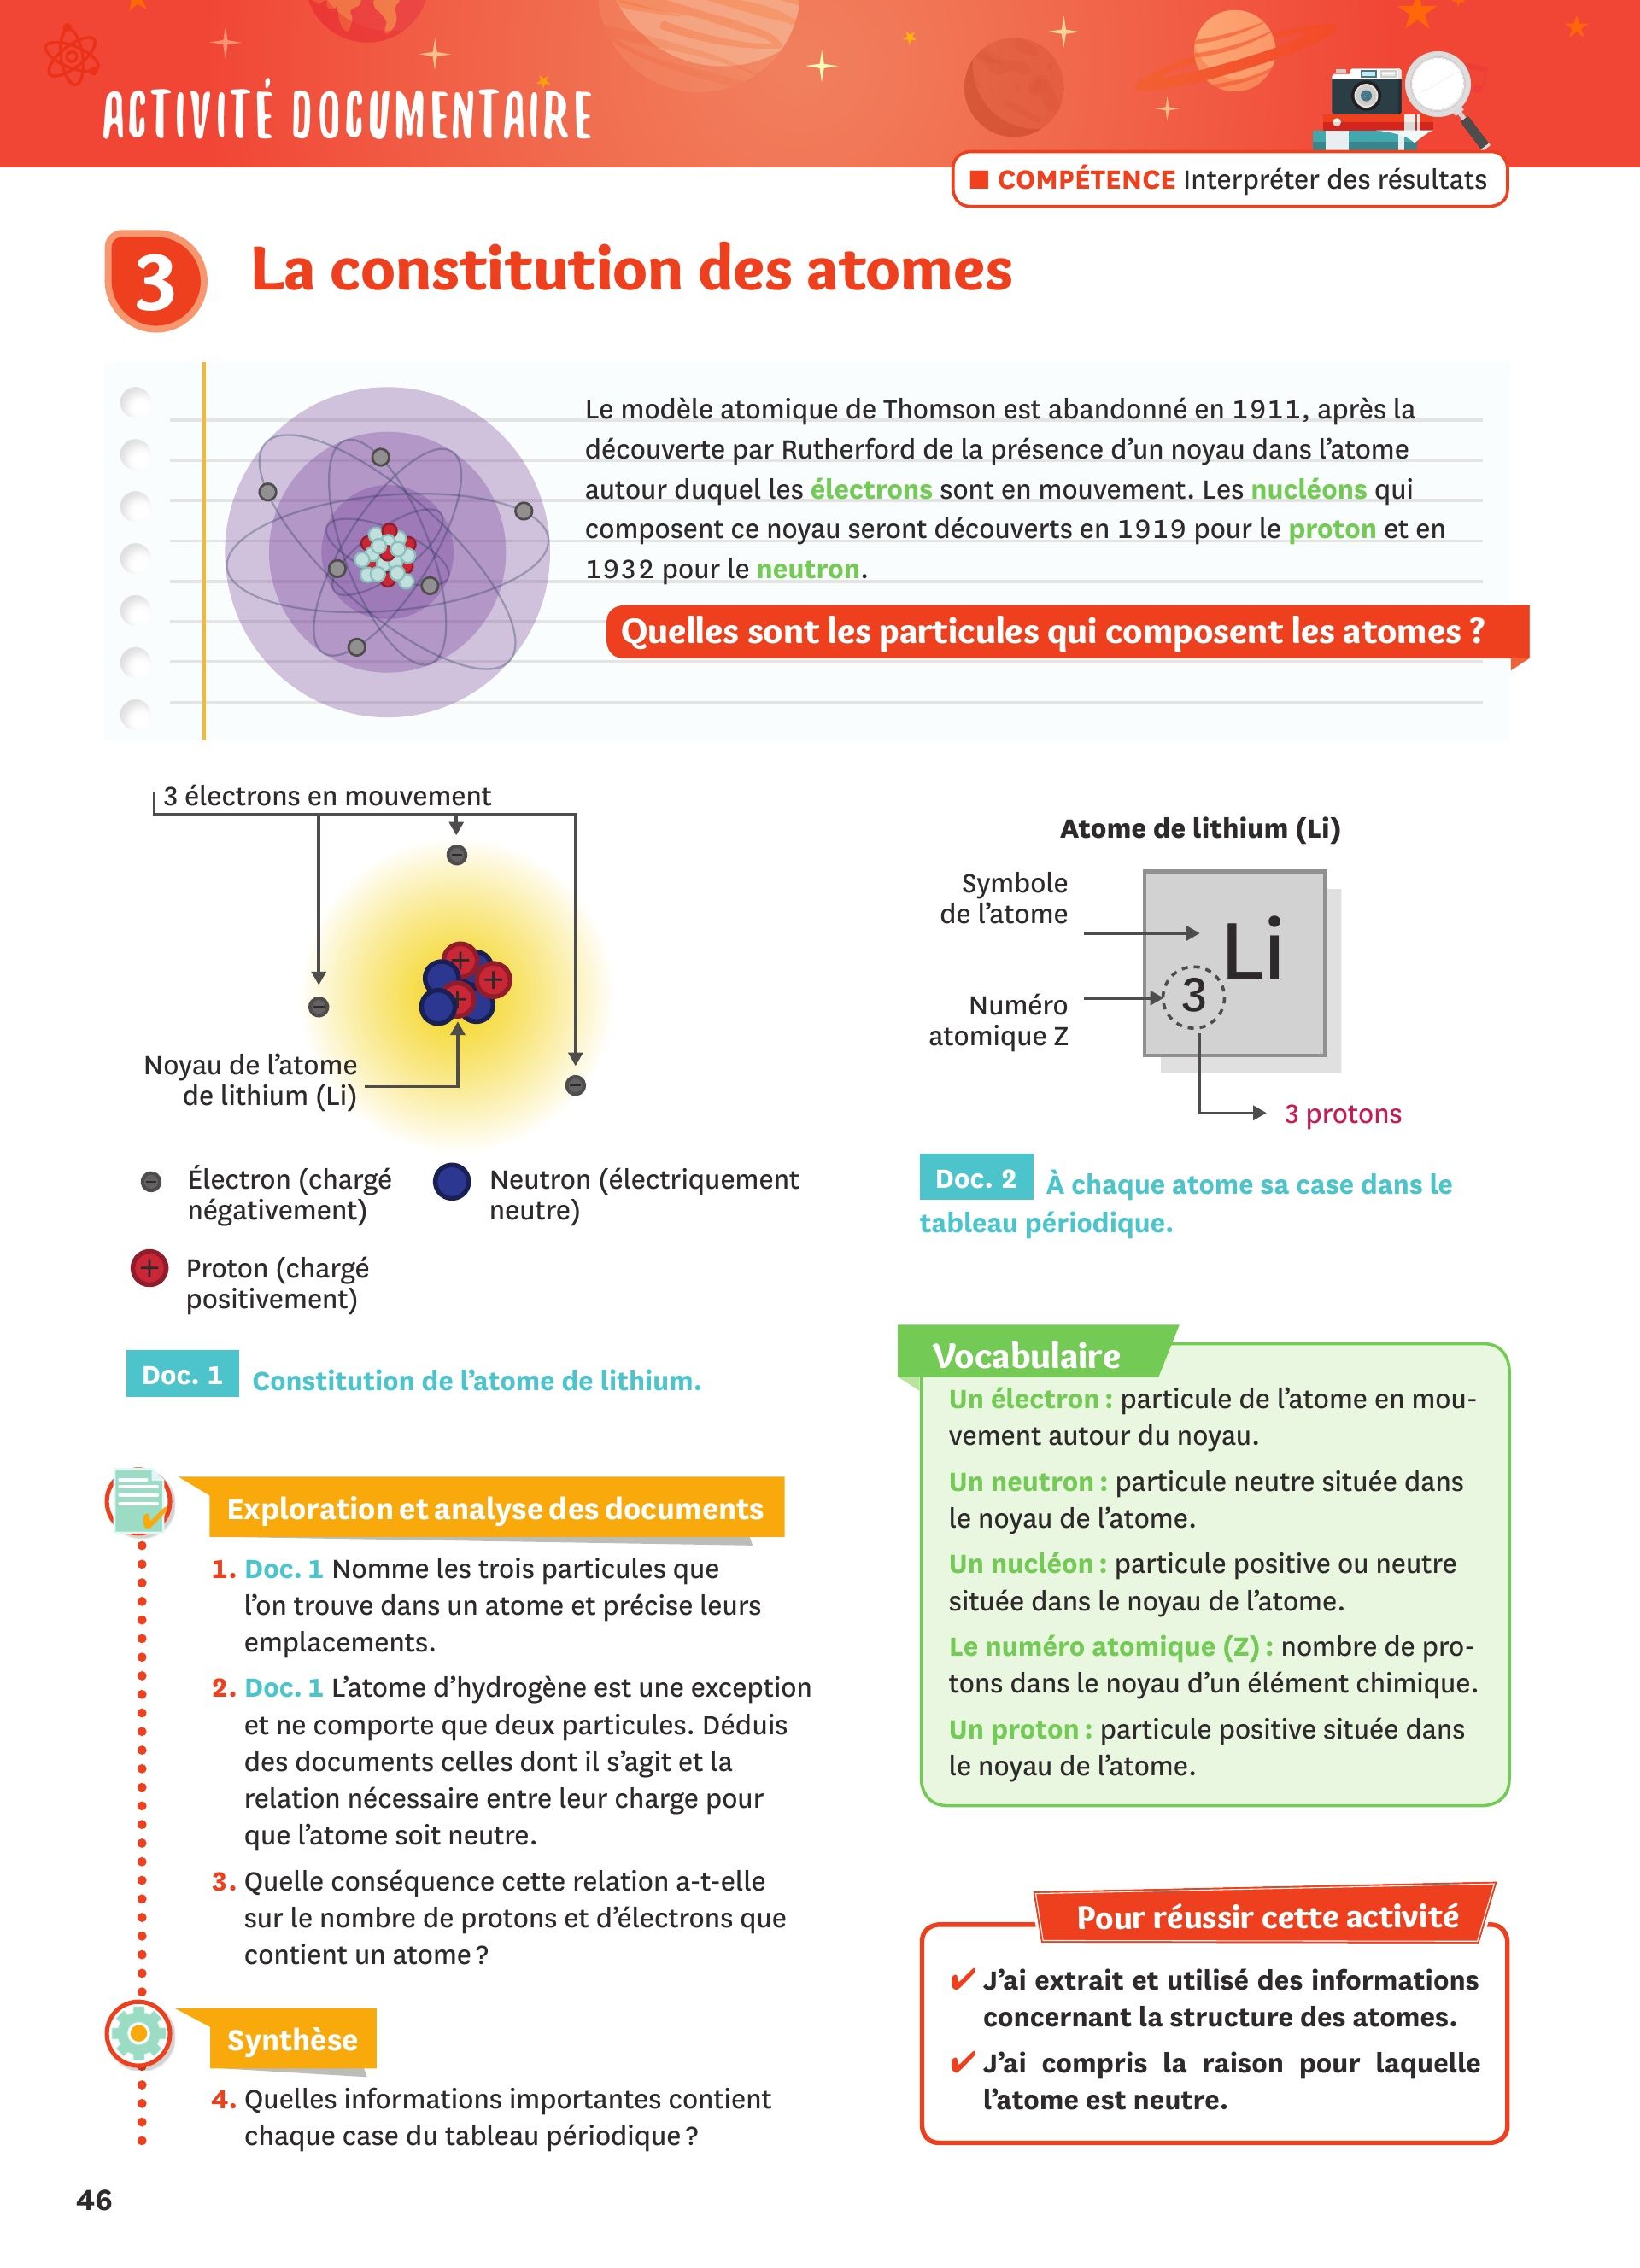 ACTIVITÉ DOCUMENTAIRE
■ COMPÉTENCE Interpréter des résultats
3
La constitution des atomes
Le modèle atomique de Thomson est abandonné en 1911, après la
découverte par Rutherford de la présence d’un noyau dans l’atome
autour duquel les électrons sont en mouvement. Les nucléons qui
composent ce noyau seront découverts en 1919 pour le proton et en
1932 pour le neutron.
Quelles sont les particules qui composent les atomes ?
3 électrons en mouvement
−
+
+
+
−
−
Noyau de l’atome
de lithium (Li)
− Électron (chargé
négativement)
Neutron (électriquement
neutre)
+ Proton (chargé
positivement)
Doc. 1 Constitution de l’atome de lithium.
Atome de lithium (Li)
Symbole
de l’atome
Li
3
Numéro
atomique Z
3 protons
Doc. 2 À chaque atome sa case dans le
tableau périodique.
Vocabulaire
Un électron : particule de l’atome en mou-
vement autour du noyau.
Un neutron : particule neutre située dans
le noyau de l’atome.
Un nucléon : particule positive ou neutre
située dans le noyau de l’atome.
Le numéro atomique (Z) : nombre de pro-
tons dans le noyau d’un élément chimique.
Un proton : particule positive située dans
le noyau de l’atome.
Exploration et analyse des documents
1. Doc. 1 Nomme les trois particules que
l’on trouve dans un atome et précise leurs
emplacements.
2. Doc. 1 L’atome d’hydrogène est une exception
et ne comporte que deux particules. Déduis
des documents celles dont il s’agit et la
relation nécessaire entre leur charge pour
que l’atome soit neutre.
3. Quelle conséquence cette relation a-t-elle
sur le nombre de protons et d’électrons que
contient un atome ?
Synthèse
4. Quelles informations importantes contient
chaque case du tableau périodique ?
Pour réussir cette activité
✔ J’ai extrait et utilisé des informations
concernant la structure des atomes.
✔ J’ai compris la raison pour laquelle
l’atome est neutre.
46